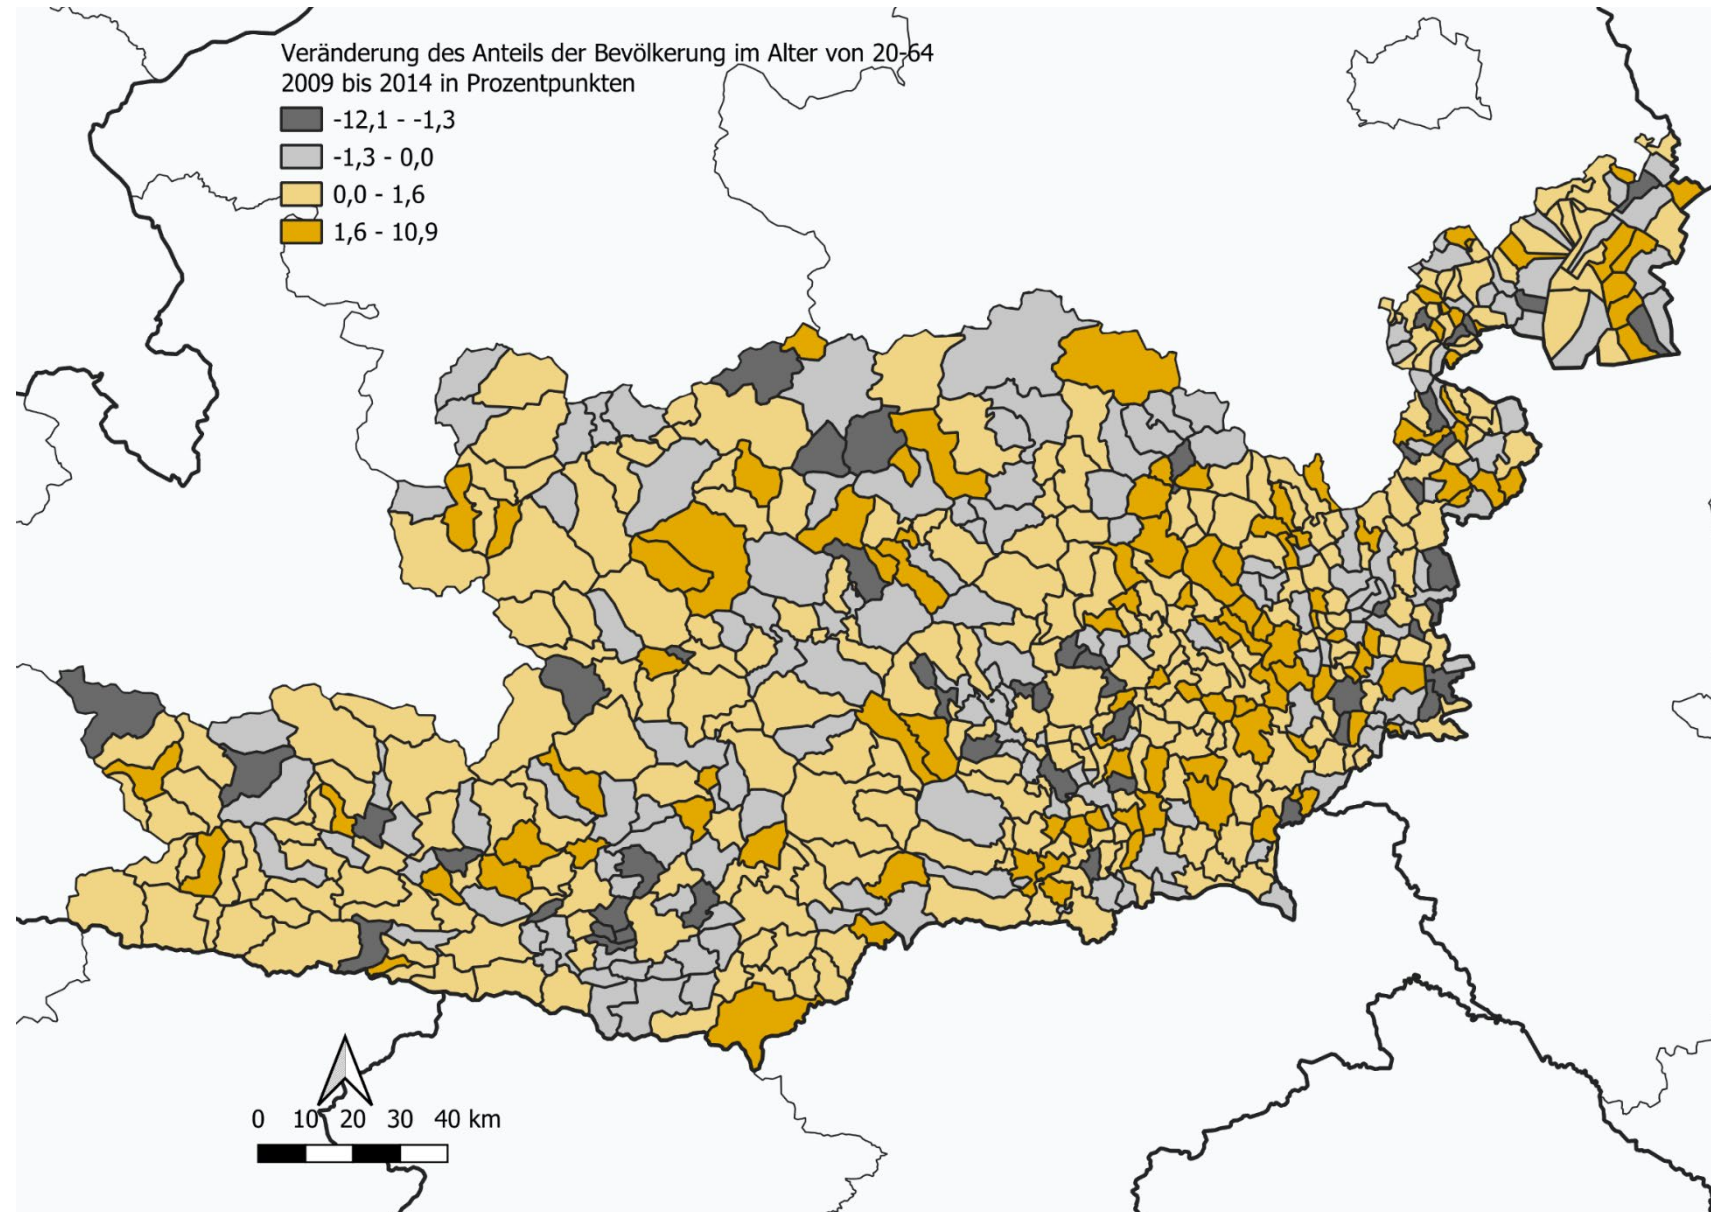 Veränderung des Anteils der Bevölkerung im Alter von 20-64
2009 bis 2014 in Prozentpunkten
-12,1 - -1,3
-1,3 - 0,0
0,0 - 1,6
1,6 - 10,9
0 10 20 30 40 km